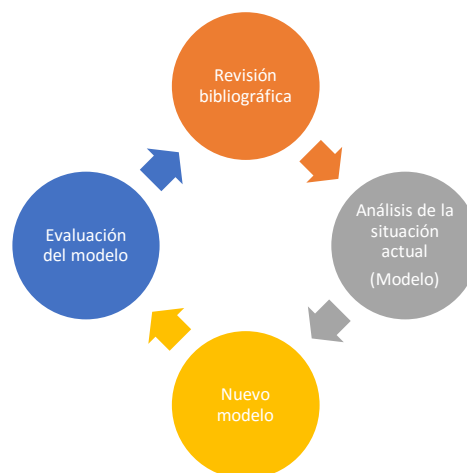 Revisión
bibliográfica
Análisis de la
situación
actual
(Modelo)
Nuevo
modelo
Evaluación
del modelo